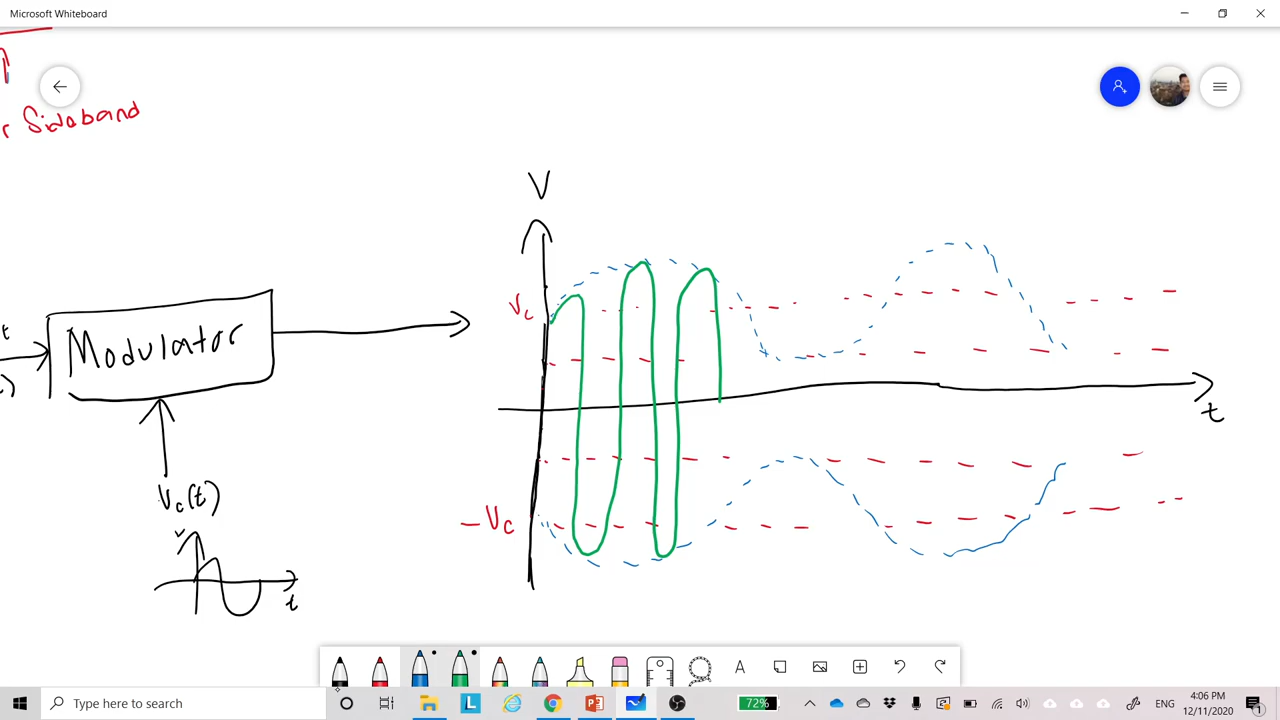 Microsoft Whiteboard
Sideband
V
Vc
Modulator
t
-Vc
Vc(t)
t
A
Type here to search
72%
ENG
4:06 PM
12/11/2020